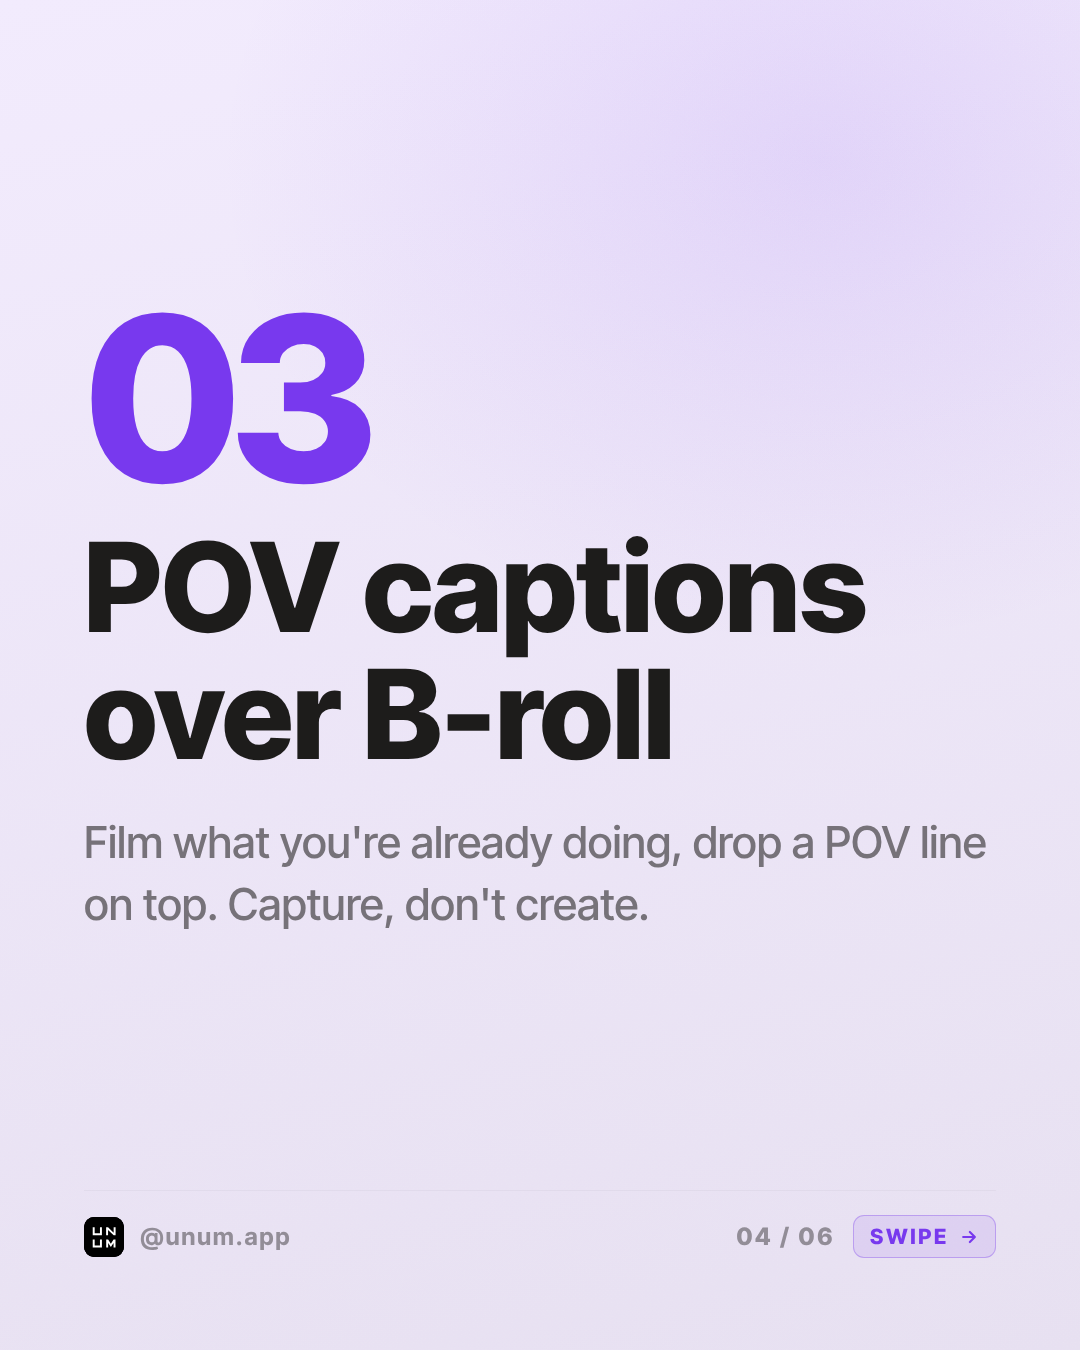 03
POV captions
over B-roll
Film what you're already doing, drop a POV line
on top. Capture, don't create.
UN
UM
@unum.app
04 / 06
SWIPE →